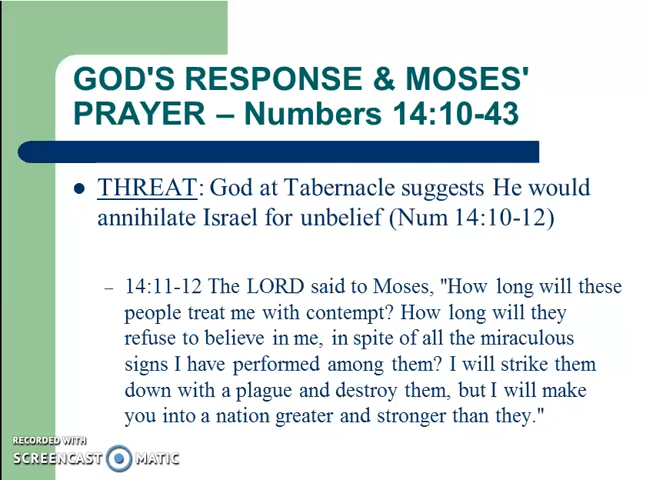 GOD'S RESPONSE & MOSES'
PRAYER – Numbers 14:10-43
THREAT: God at Tabernacle suggests He would
annihilate Israel for unbelief (Num 14:10-12)
– 14:11-12 The LORD said to Moses, "How long will these
people treat me with contempt? How long will they
refuse to believe in me, in spite of all the miraculous
signs I have performed among them? I will strike them
down with a plague and destroy them, but I will make
you into a nation greater and stronger than they."
RECORDED WITH
SCREENCAST MATIC